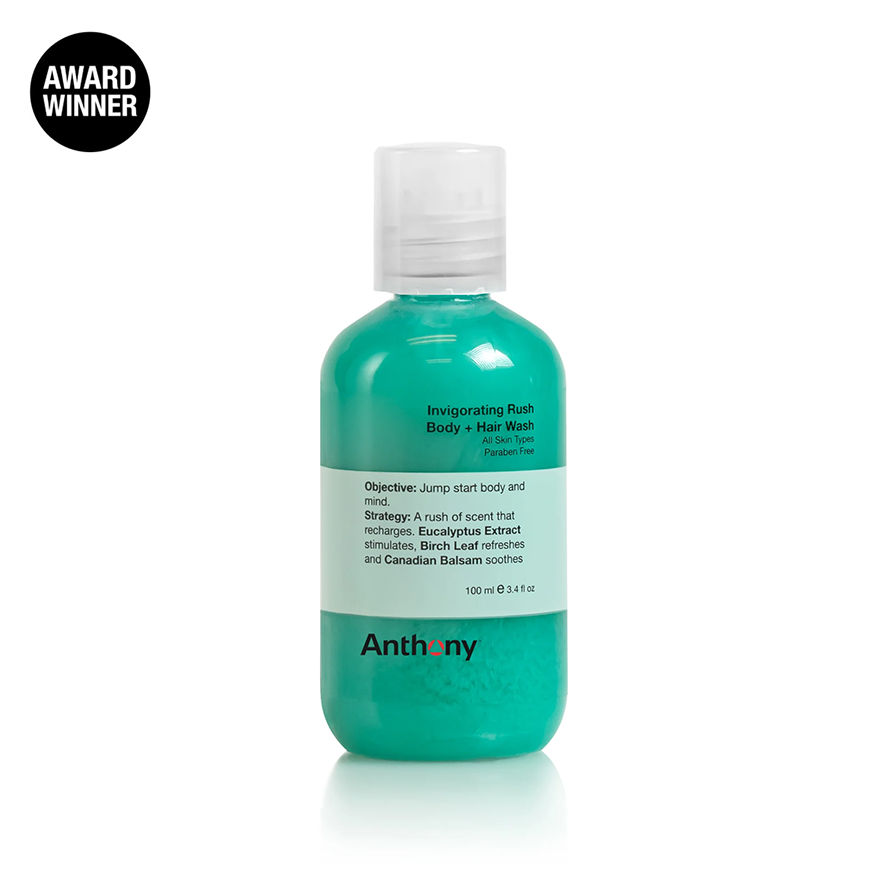 AWARD
WINNER
Invigorating Rush
Body + Hair Wash
All Skin Types
Paraben Free
Objective: Jump start body and
mind.
Strategy: A rush of scent that
recharges. Eucalyptus Extract
stimulates, Birch Leaf refreshes
and Canadian Balsam soothes
100 ml e 3.4 fl oz
Anthony